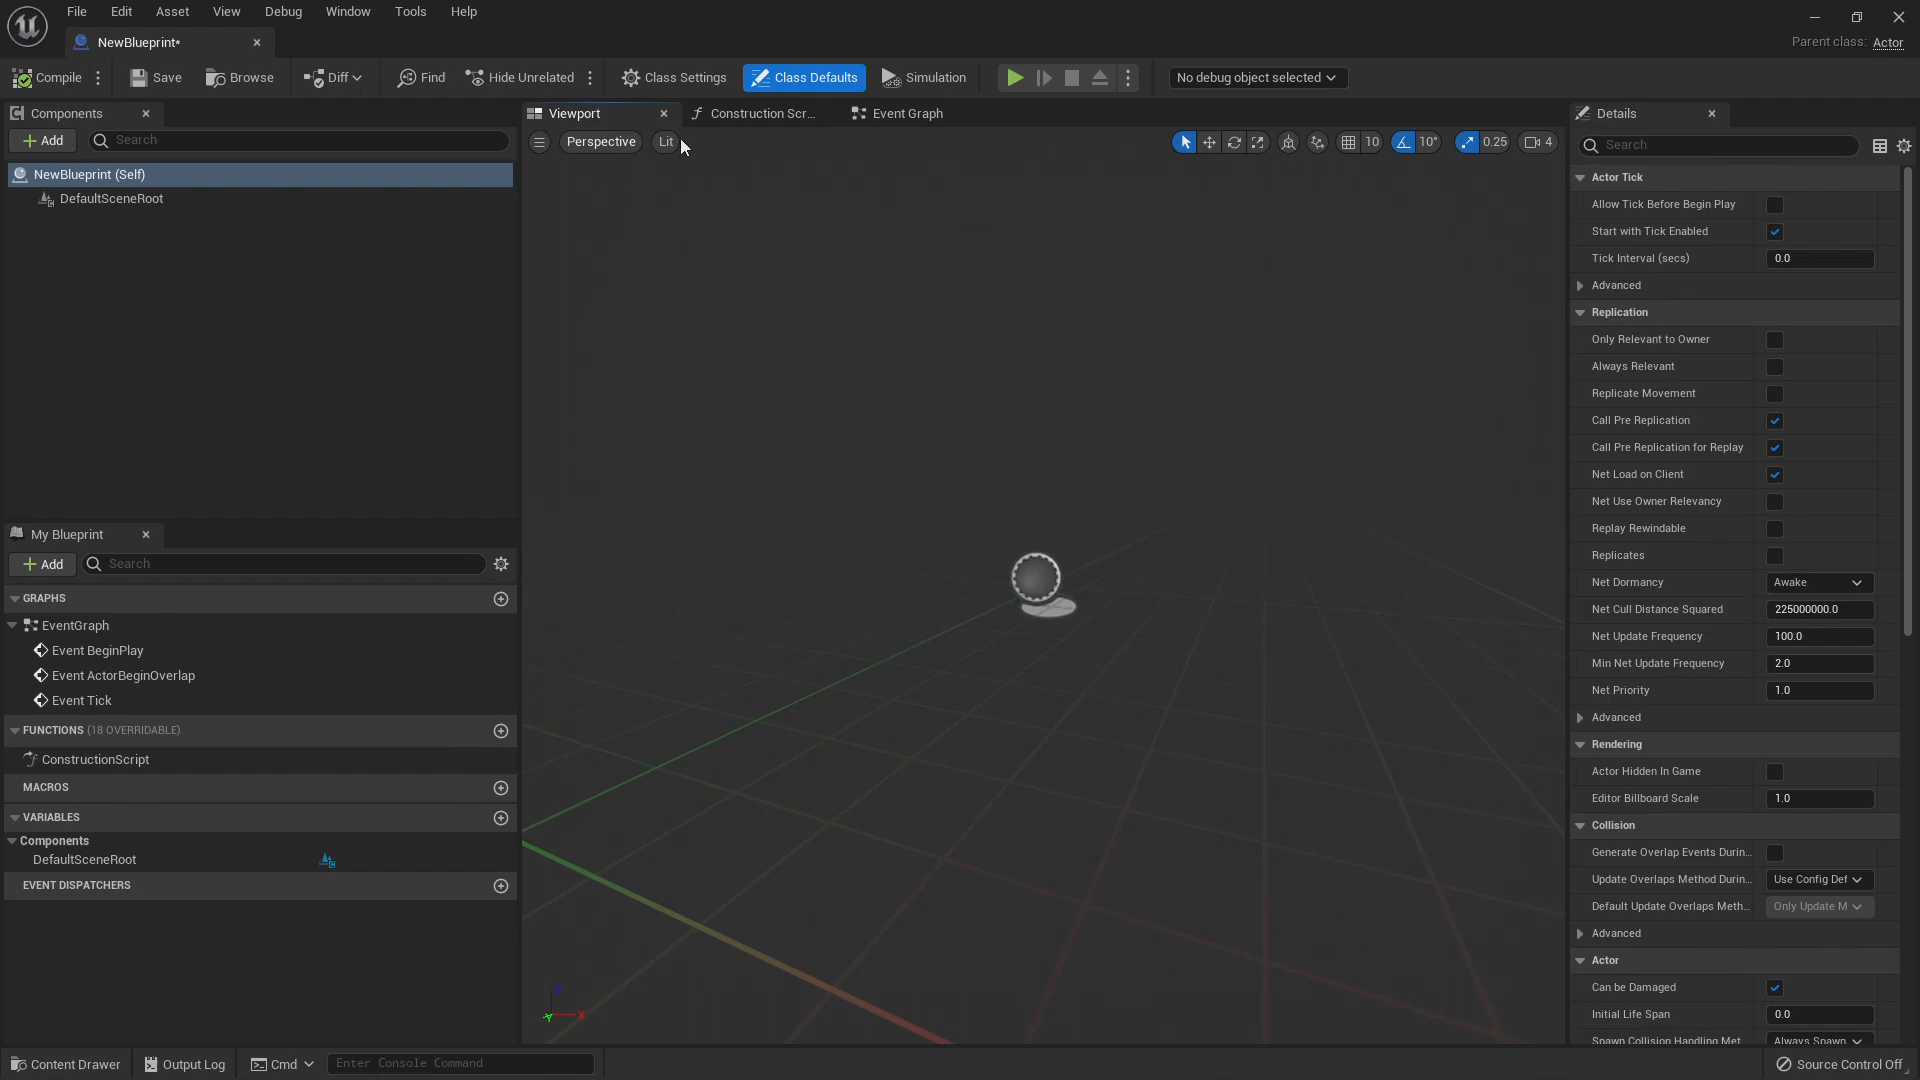 File Edit Asset View Debug Window Tools Help
NewBlueprint*
Parent class: Actor
Compile Save Browse Diff Find Hide Unrelated Class Settings Class Defaults Simulation No debug object selected
Components
Add Search
NewBlueprint (Self)
DefaultSceneRoot
My Blueprint
Add Search
GRAPHS
EventGraph
Event BeginPlay
Event ActorBeginOverlap
Event Tick
FUNCTIONS (18 OVERRIDABLE)
ConstructionScript
MACROS
VARIABLES
Components
DefaultSceneRoot
EVENT DISPATCHERS
Viewport Construction Scr... Event Graph
Perspective Lit 10 10° 0.25 4
Z
Y X
Details
Search
Actor Tick
Allow Tick Before Begin Play
Start with Tick Enabled
Tick Interval (secs) 0.0
Advanced
Replication
Only Relevant to Owner
Always Relevant
Replicate Movement
Call Pre Replication
Call Pre Replication for Replay
Net Load on Client
Net Use Owner Relevancy
Replay Rewindable
Replicates
Net Dormancy Awake
Net Cull Distance Squared 225000000.0
Net Update Frequency 100.0
Min Net Update Frequency 2.0
Net Priority 1.0
Advanced
Rendering
Actor Hidden In Game
Editor Billboard Scale 1.0
Collision
Generate Overlap Events Durin...
Update Overlaps Method Durin... Use Config Def
Default Update Overlaps Meth... Only Update M
Advanced
Actor
Can be Damaged
Initial Life Span 0.0
Spawn Collision Handling Met Always Spawn
Content Drawer Output Log Cmd Enter Console Command Source Control Off